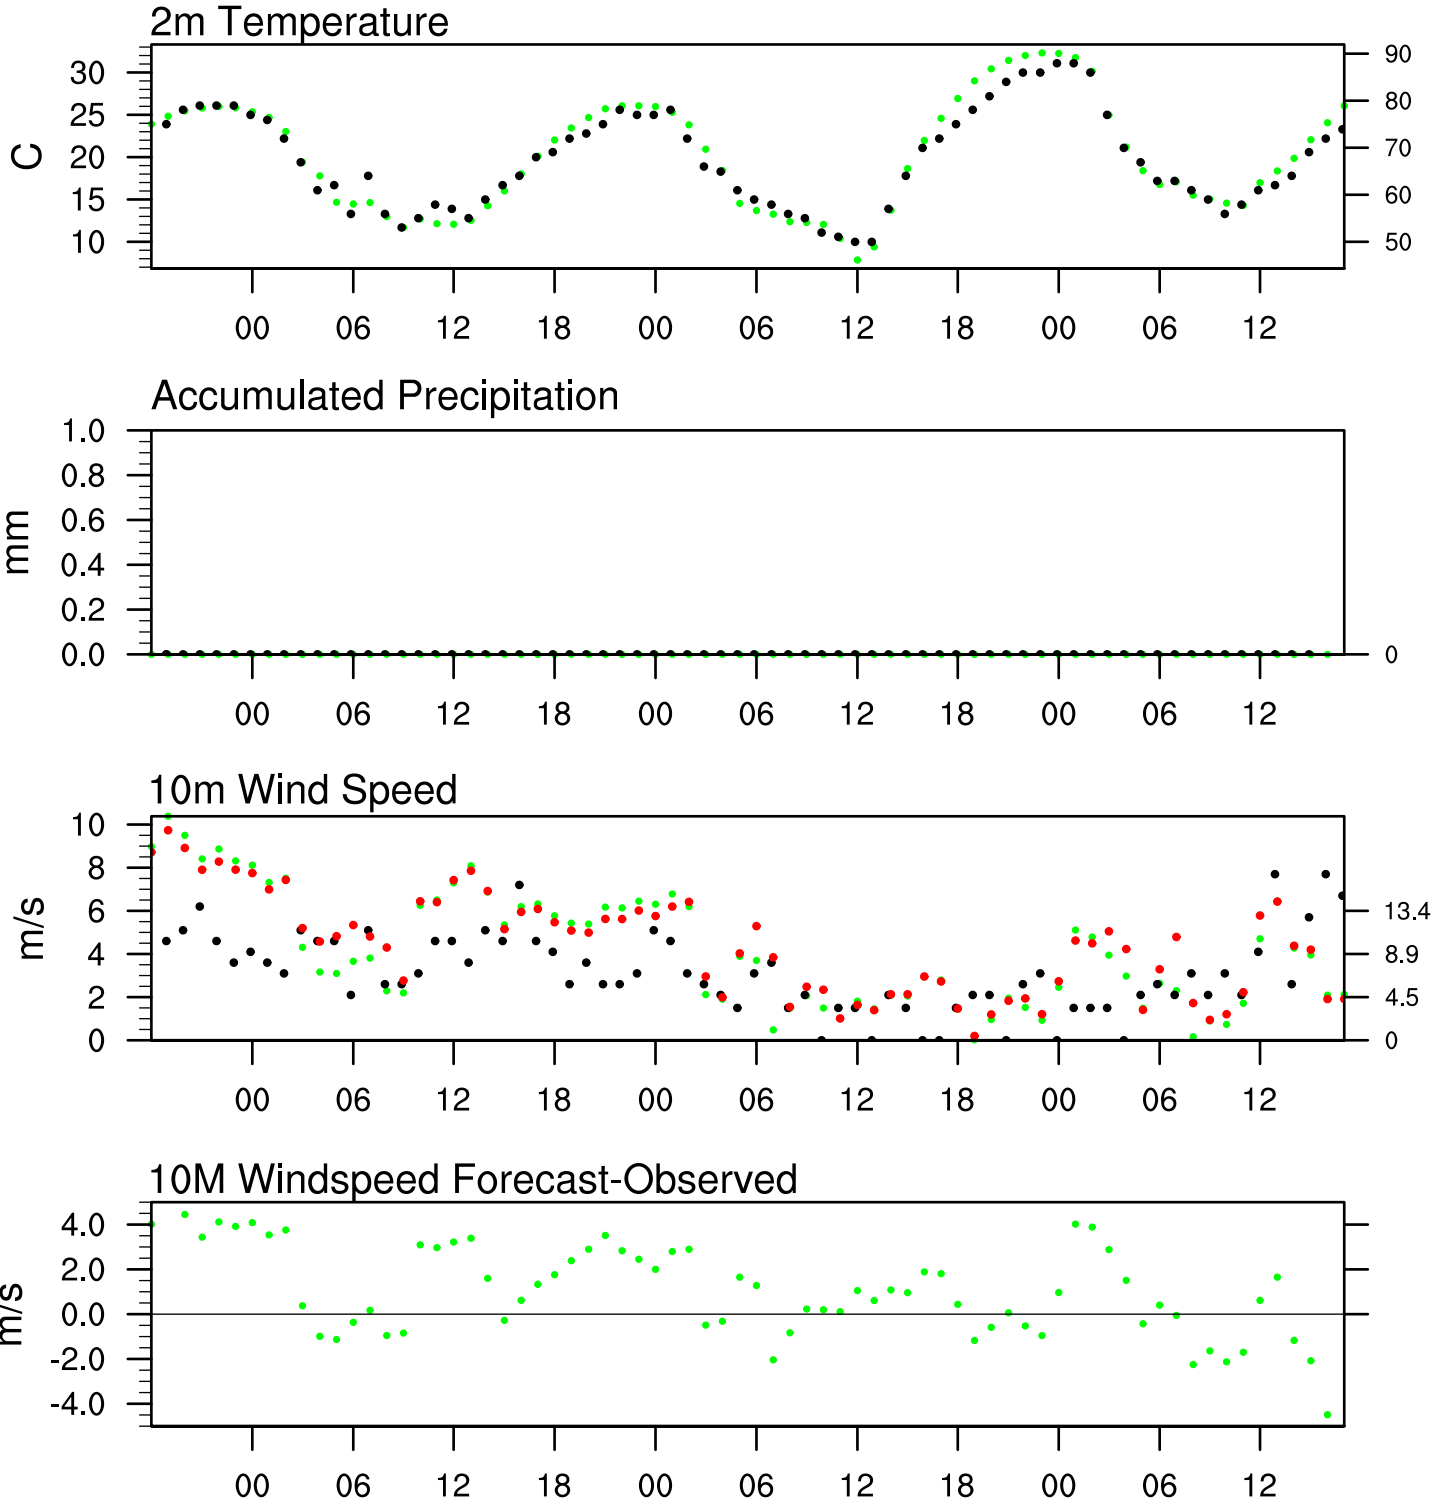 2m Temperature
C
30
25
20
15
10
90
80
70
60
50
00 06 12 18 00 06 12 18 00 06 12
Accumulated Precipitation
mm
1.0
0.8
0.6
0.4
0.2
0.0
0
00 06 12 18 00 06 12 18 00 06 12
10m Wind Speed
m/s
10
8
6
4
2
0
13.4
8.9
4.5
0
00 06 12 18 00 06 12 18 00 06 12
10M Windspeed Forecast-Observed
m/s
4.0
2.0
0.0
-2.0
-4.0
00 06 12 18 00 06 12 18 00 06 12